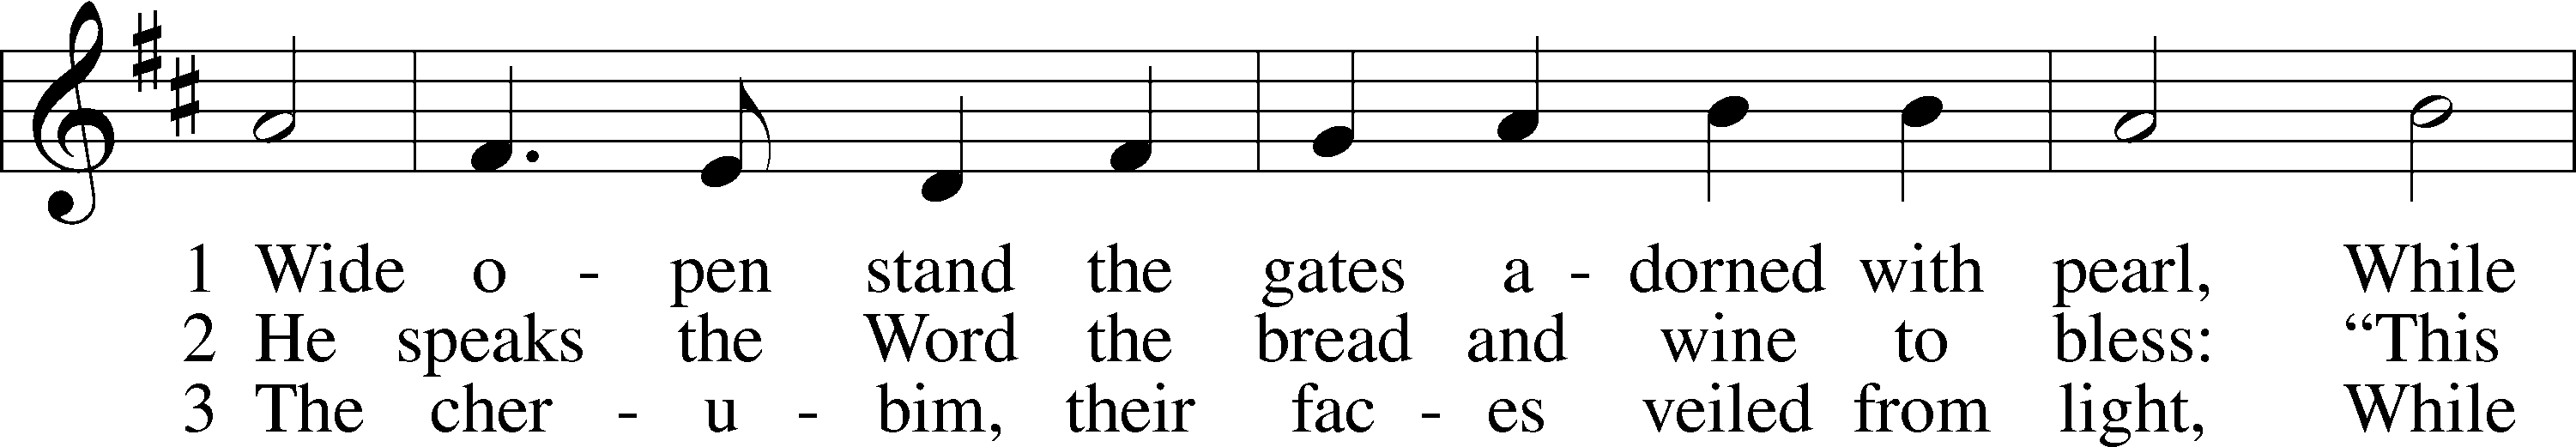 1 Wide o - pen stand the gates a - dorned with pearl, While
2 He speaks the Word the bread and wine to bless: “This
3 The cher - u - bim, their fac - es veiled from light, While